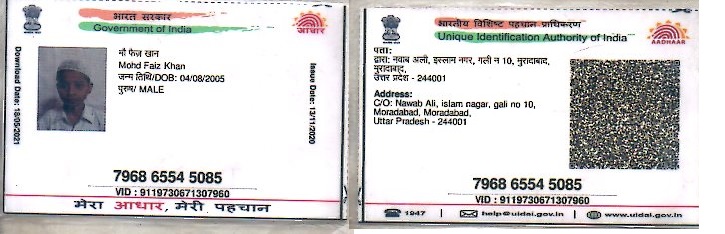 भारत सरकार
Government of India
आधार
Download Date: 18/05/2021
मौ फैज़ खान
Mohd Faiz Khan
जन्म तिथि/DOB: 04/08/2005
पुरुष/ MALE
Issue Date: 13/11/2020
7968 6554 5085
VID : 9119730671307960
मेरा आधार, मेरी पहचान
भारतीय विशिष्ट पहचान प्राधिकरण
Unique Identification Authority of India
AADHAAR
पता:
द्वारा: नवाब अली, इस्लाम नगर, गली न 10, मुरादाबाद,
मुरादाबाद,
उत्तर प्रदेश - 244001
Address:
C/O: Nawab Ali, islam nagar, gali no 10,
Moradabad, Moradabad,
Uttar Pradesh - 244001
7968 6554 5085
VID : 9119730671307960
1947 | help@uidai.gov.in | www.uidai.gov.in